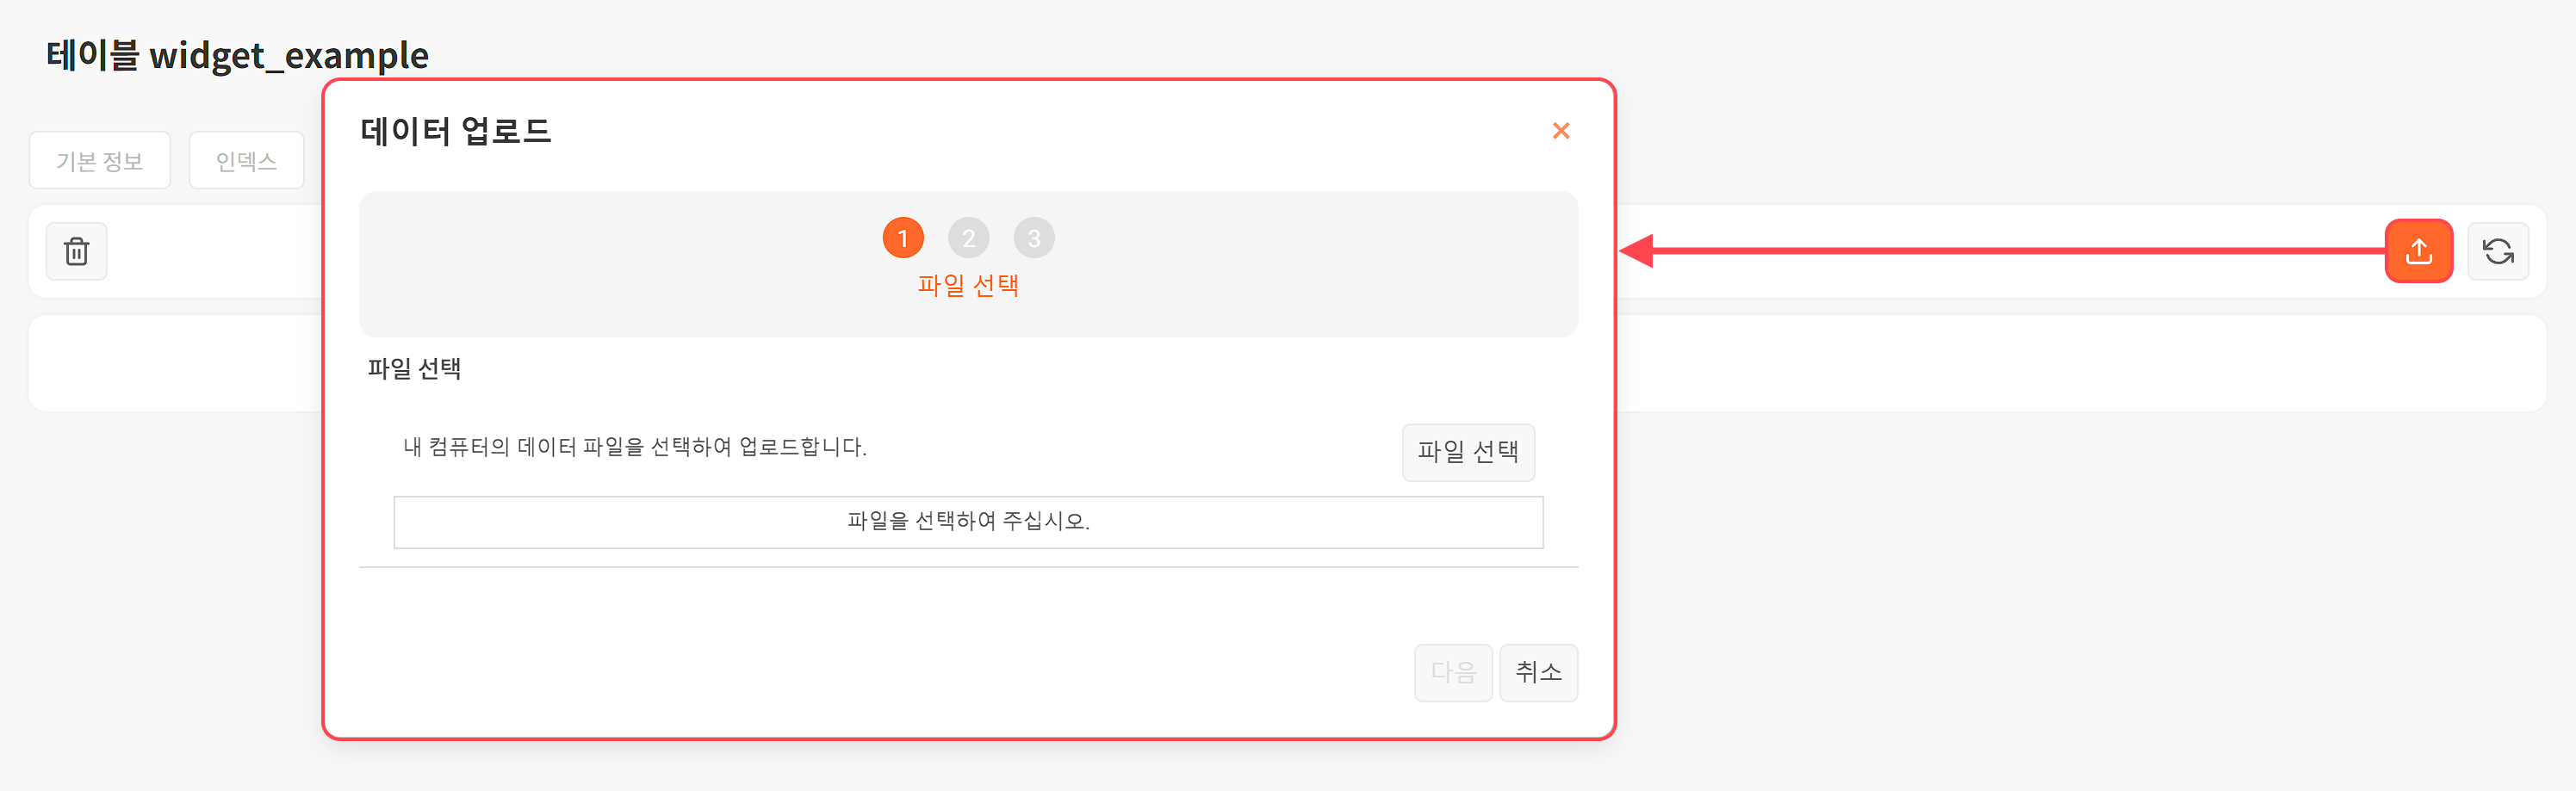 테이블 widget_example
데이터 업로드
기본 정보
인덱스
1 2 3
파일 선택
파일 선택
내 컴퓨터의 데이터 파일을 선택하여 업로드합니다.
파일 선택
파일을 선택하여 주십시오.
다음
취소